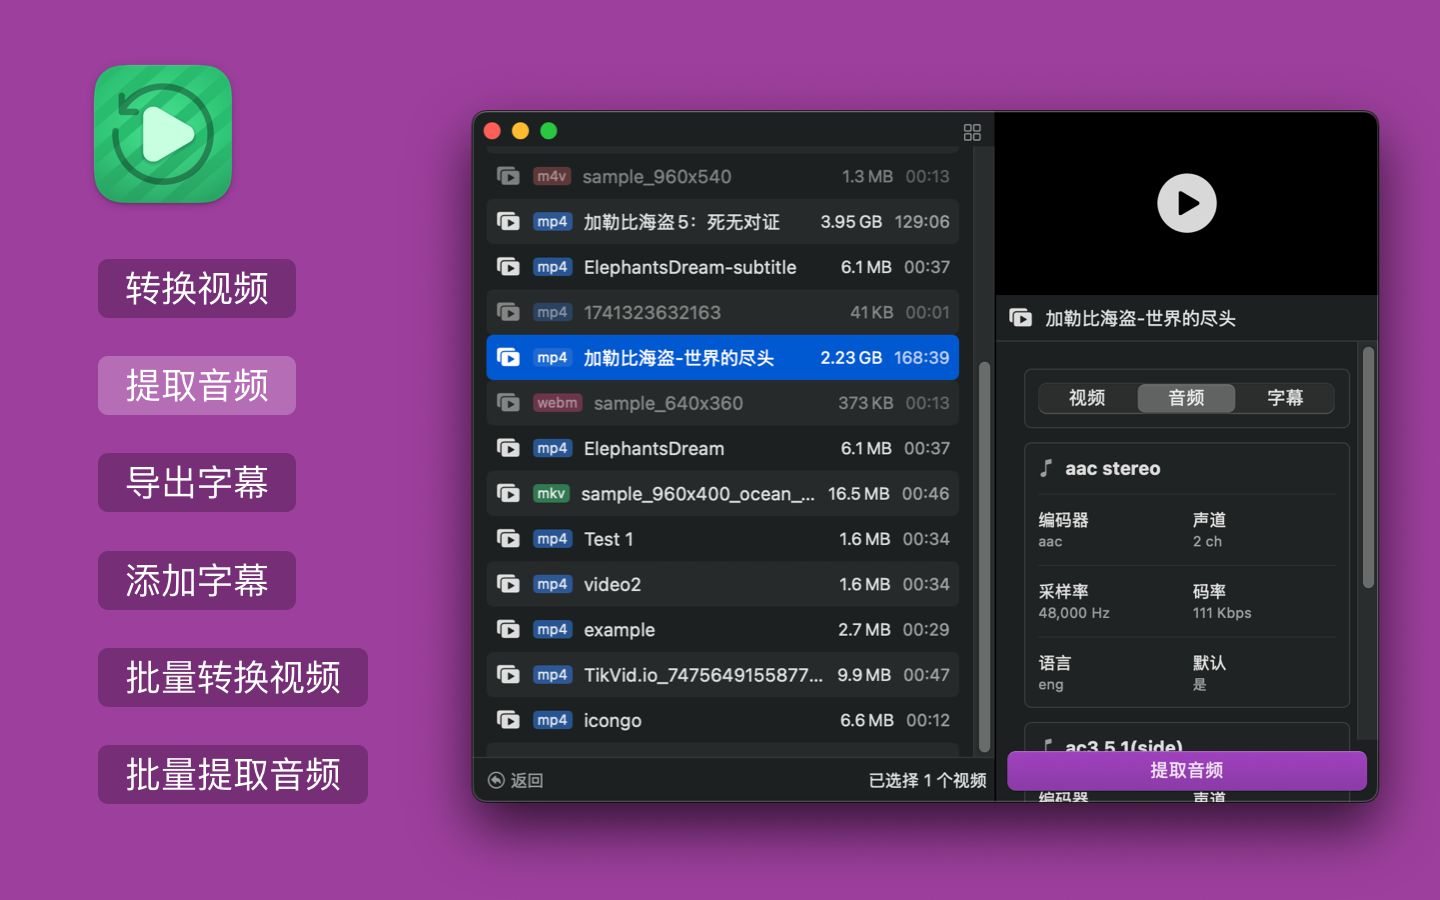 转换视频
提取音频
导出字幕
添加字幕
批量转换视频
批量提取音频
m4v sample_960x540 1.3 MB 00:13
mp4 加勒比海盗 5：死无对证 3.95 GB 129:06
mp4 ElephantsDream-subtitle 6.1 MB 00:37
mp4 1741323632163 41 KB 00:01
mp4 加勒比海盗-世界的尽头 2.23 GB 168:39
webm sample_640x360 373 KB 00:13
mp4 ElephantsDream 6.1 MB 00:37
mkv sample_960x400_ocean_... 16.5 MB 00:46
mp4 Test 1 1.6 MB 00:34
mp4 video2 1.6 MB 00:34
mp4 example 2.7 MB 00:29
mp4 TikVid.io_7475649155877... 9.9 MB 00:47
mp4 icongo 6.6 MB 00:12
返回 已选择 1 个视频
加勒比海盗-世界的尽头
视频 音频 字幕
aac stereo
编码器 声道
aac 2 ch
采样率 码率
48,000 Hz 111 Kbps
语言 默认
eng 是
ac3 5.1(side)
提取音频
编码器 声道